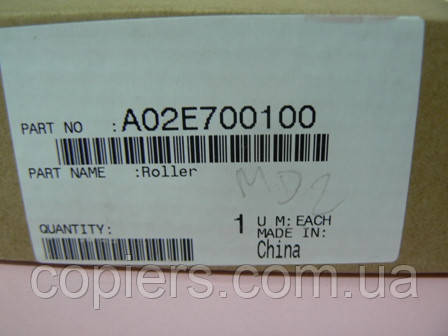 PART NO :A02E700100
PART NAME :Roller
MD2
QUANTITY: 1 U M: EACH
MADE IN:
China
copiers.com.ua